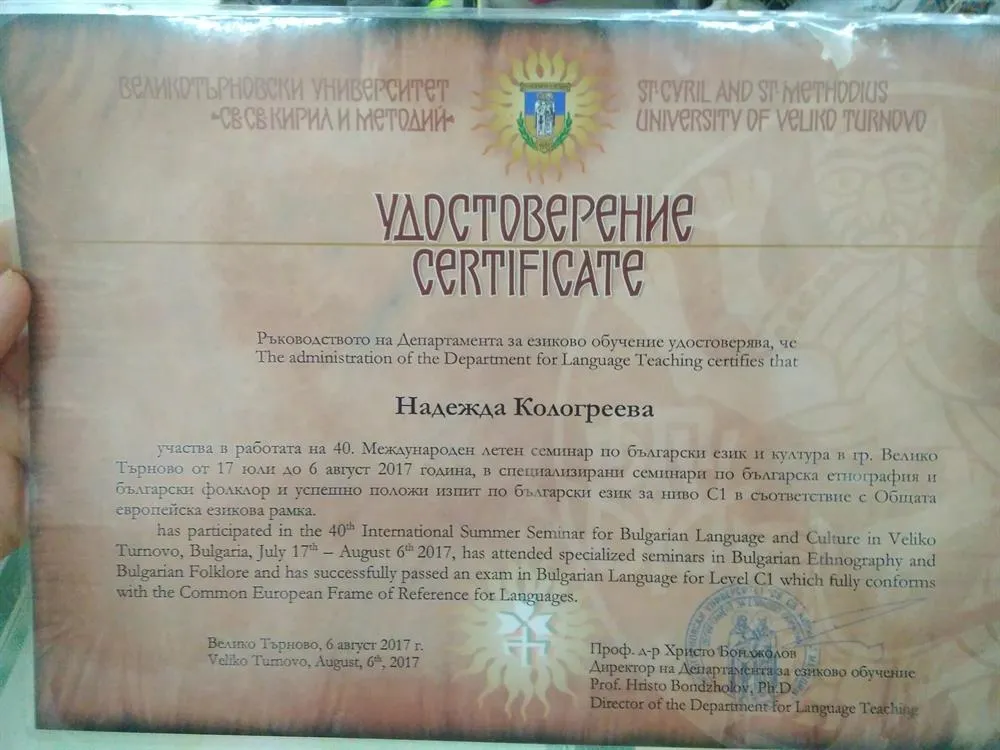 ВЕЛИКОТЪРНОВСКИ УНИВЕРСИТЕТ
"СВ СВ КИРИЛ И МЕТОДИЙ"
ST CYRIL AND ST METHODIUS
UNIVERSITY OF VELIKO TURNOVO
УДОСТОВЕРЕНИЕ
CERTIFICATE
Ръководството на Департамента за езиково обучение удостоверява, че
The administration of the Department for Language Teaching certifies that
Надежда Кологреева
участва в работата на 40. Международен летен семинар по български език и култура в гр. Велико
Търново от 17 юли до 6 август 2017 година, в специализирани семинари по българска етнография и
български фолклор и успешно положи изпит по български език за ниво C1 в съответствие с Общата
европейска езикова рамка.
has participated in the 40th International Summer Seminar for Bulgarian Language and Culture in Veliko
Turnovo, Bulgaria, July 17th – August 6th 2017, has attended specialized seminars in Bulgarian Ethnography and
Bulgarian Folklore and has successfully passed an exam in Bulgarian Language for Level C1 which fully conforms
with the Common European Frame of Reference for Languages.
Велико Търново, 6 август 2017 г.
Veliko Turnovo, August, 6th, 2017
Проф. д-р Христо Бонджолов
Директор на Департамента за езиково обучение
Prof. Hristo Bondzholov, Ph.D.
Director of the Department for Language Teaching